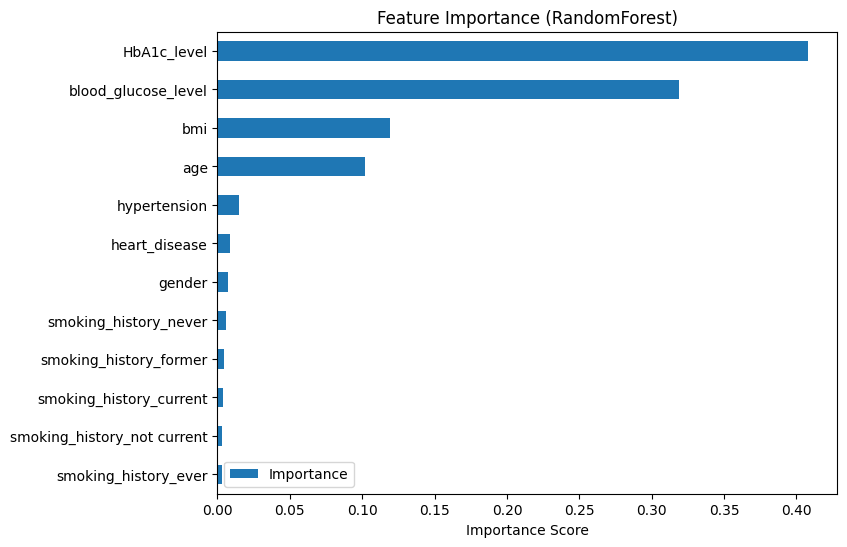 Feature Importance (RandomForest)
HbA1c_level
blood_glucose_level
bmi
age
hypertension
heart_disease
gender
smoking_history_never
smoking_history_former
smoking_history_current
smoking_history_not current
smoking_history_ever
Importance
0.00 0.05 0.10 0.15 0.20 0.25 0.30 0.35 0.40
Importance Score